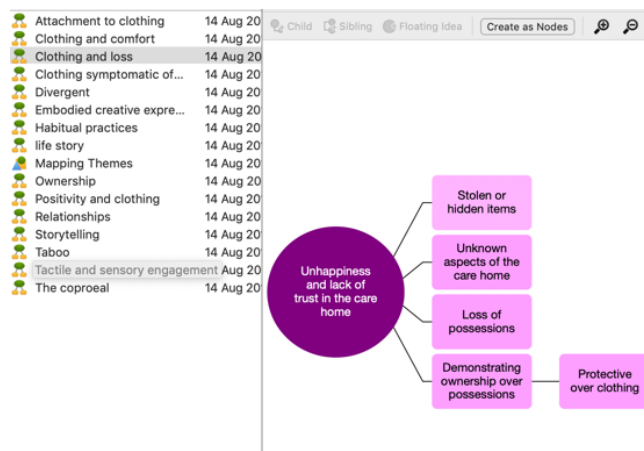 Attachment to clothing 14 Aug 20
Clothing and comfort 14 Aug 20
Clothing and loss 14 Aug 20
Clothing symptomatic of... 14 Aug 20
Divergent 14 Aug 20
Embodied creative expre... 14 Aug 20
Habitual practices 14 Aug 20
life story 14 Aug 20
Mapping Themes 14 Aug 20
Ownership 14 Aug 20
Positivity and clothing 14 Aug 20
Relationships 14 Aug 20
Storytelling 14 Aug 20
Taboo 14 Aug 20
Tactile and sensory engagement Aug 20
The coproeal 14 Aug 20
Child Sibling Floating Idea Create as Nodes
Unhappiness
and lack of
trust in the care
home
Stolen or
hidden items
Unknown
aspects of the
care home
Loss of
possessions
Demonstrating
ownership over
possessions
Protective
over clothing